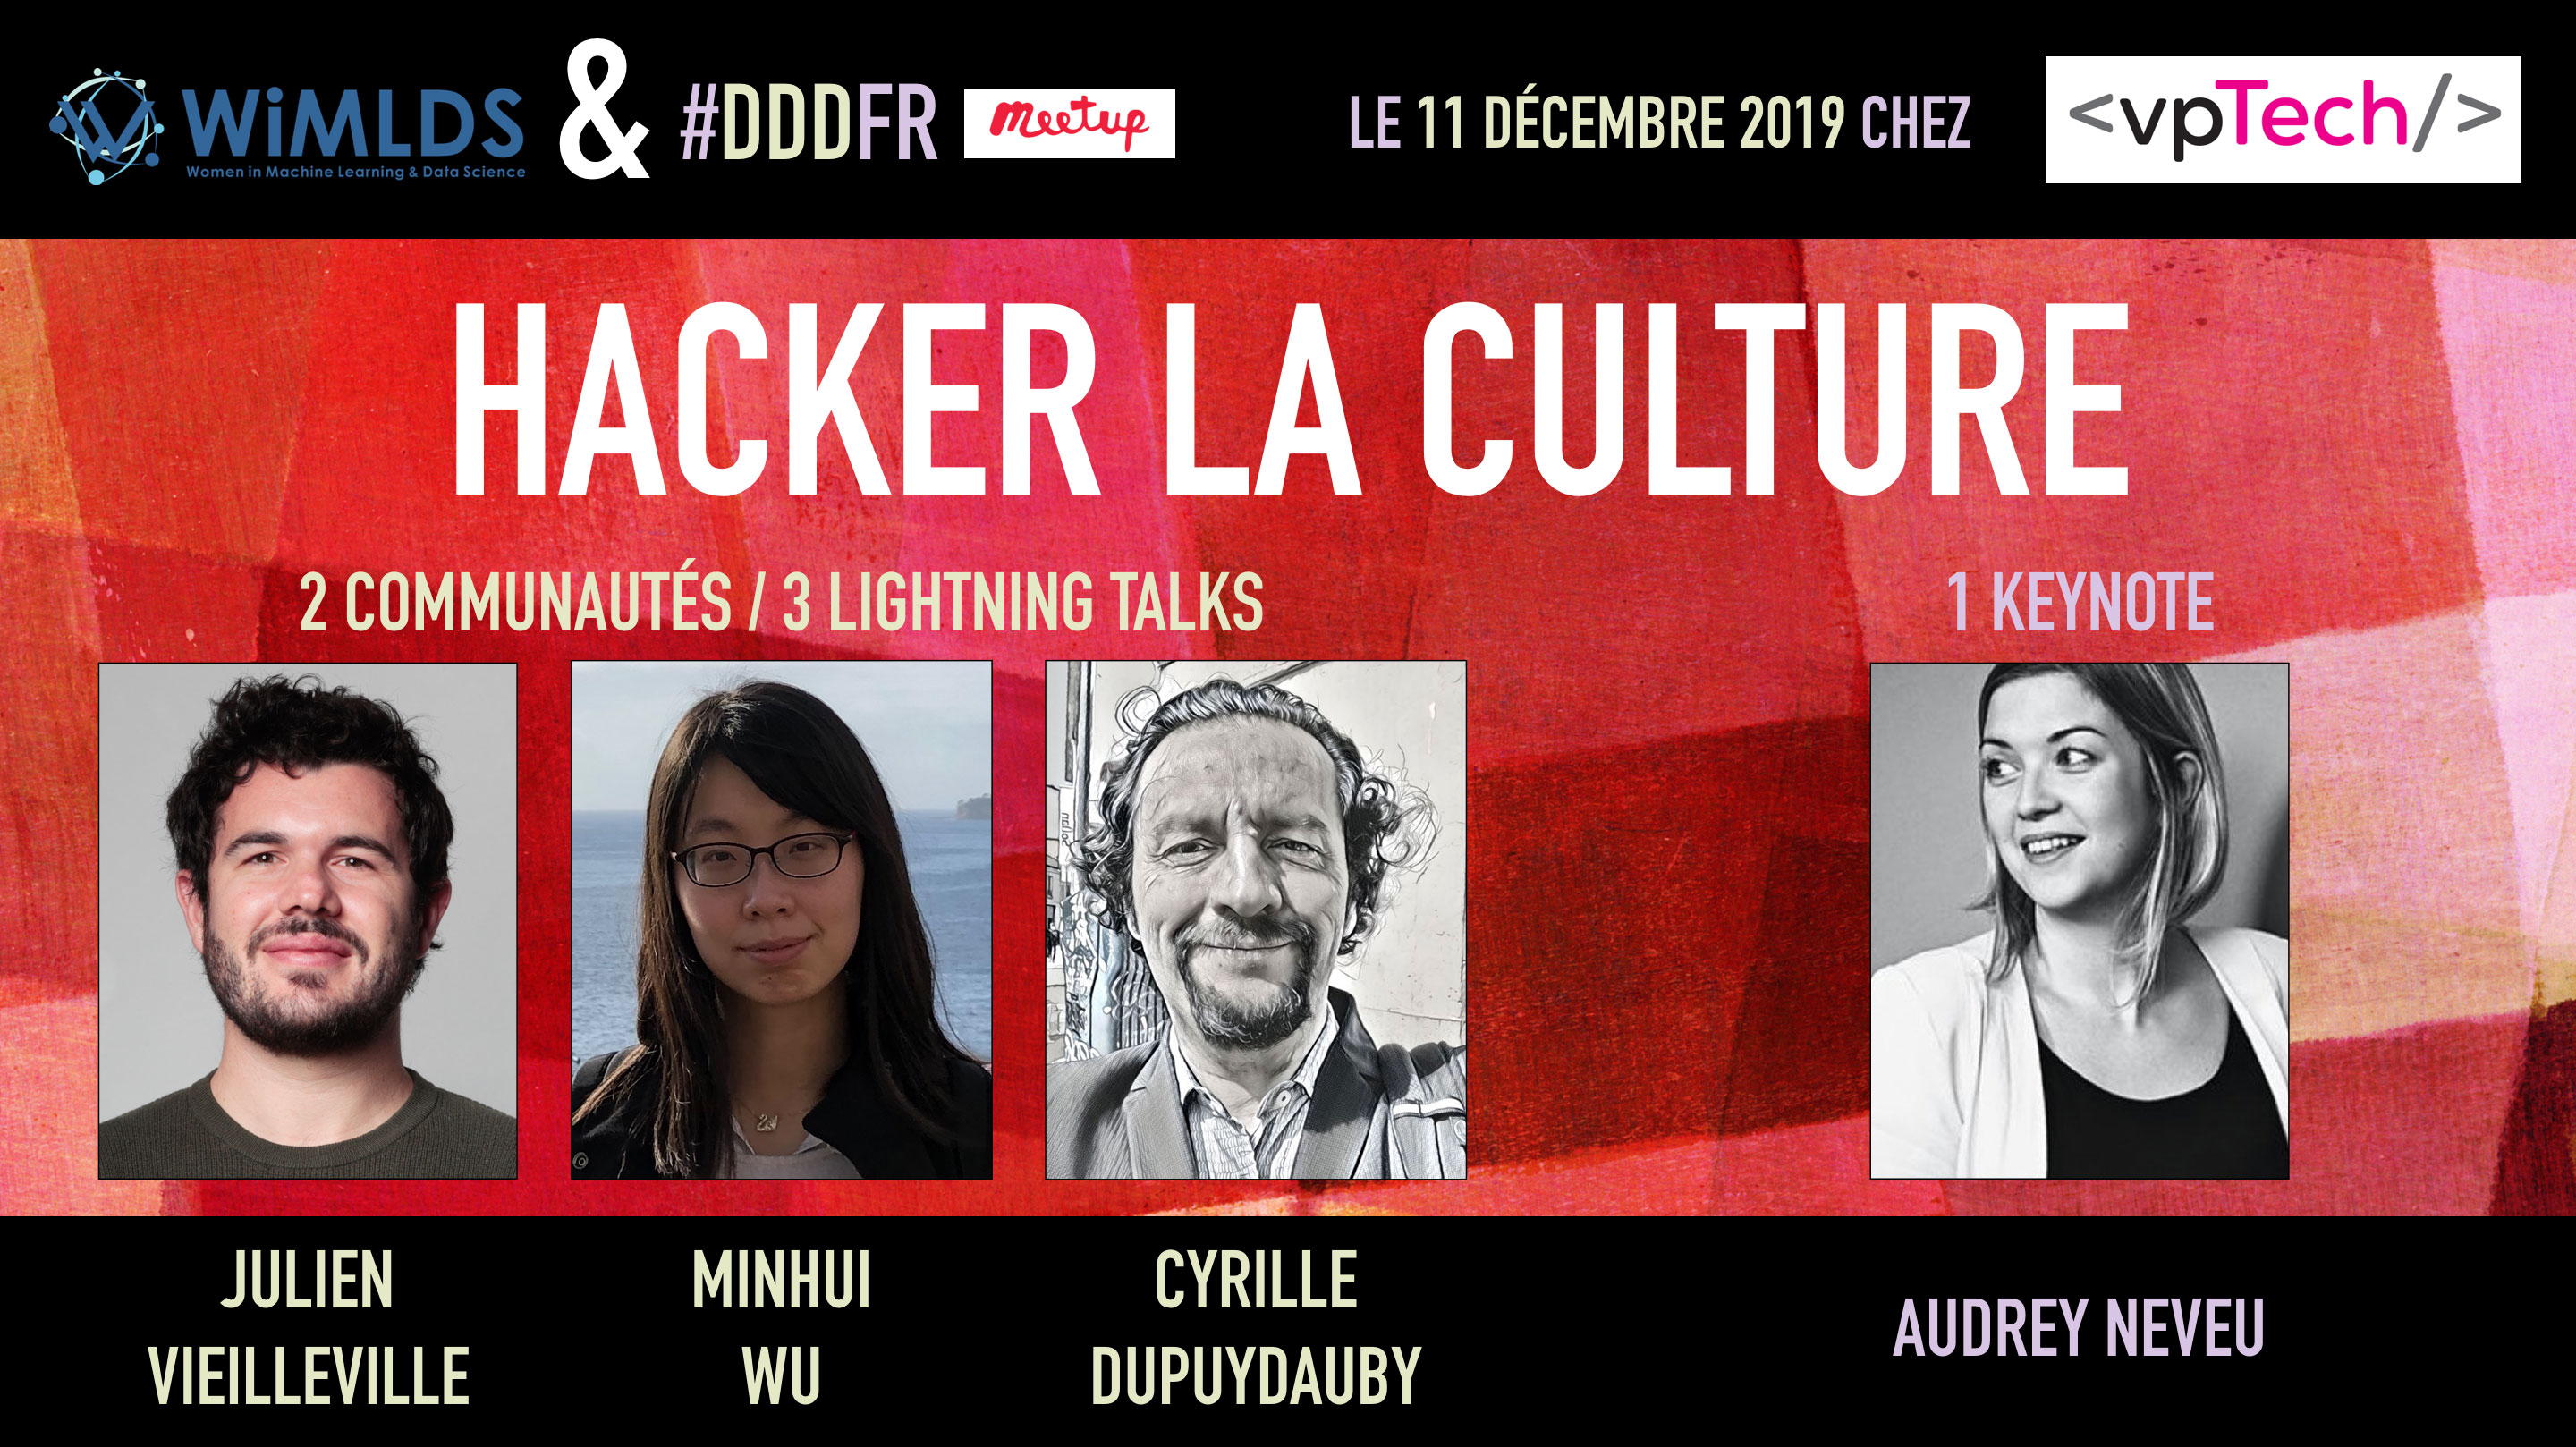 WiMLDS
Women in Machine Learning & Data Science
&
#DDDFR
meetup
LE 11 DÉCEMBRE 2019 CHEZ
<vpTech/>
HACKER LA CULTURE
2 COMMUNAUTÉS / 3 LIGHTNING TALKS
1 KEYNOTE
JULIEN
VIEILLEVILLE
MINHUI
WU
CYRILLE
DUPUYDAUBY
AUDREY NEVEU